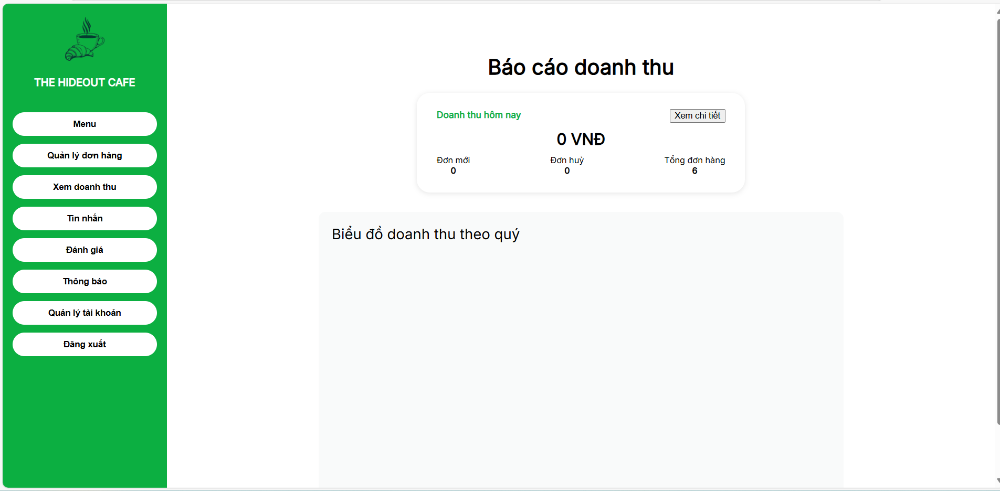 THE HIDEOUT CAFE
Menu
Quản lý đơn hàng
Xem doanh thu
Tin nhắn
Đánh giá
Thông báo
Quản lý tài khoản
Đăng xuất
Báo cáo doanh thu
Doanh thu hôm nay
Xem chi tiết
0 VNĐ
Đơn mới
0
Đơn huỷ
0
Tổng đơn hàng
6
Biểu đồ doanh thu theo quý